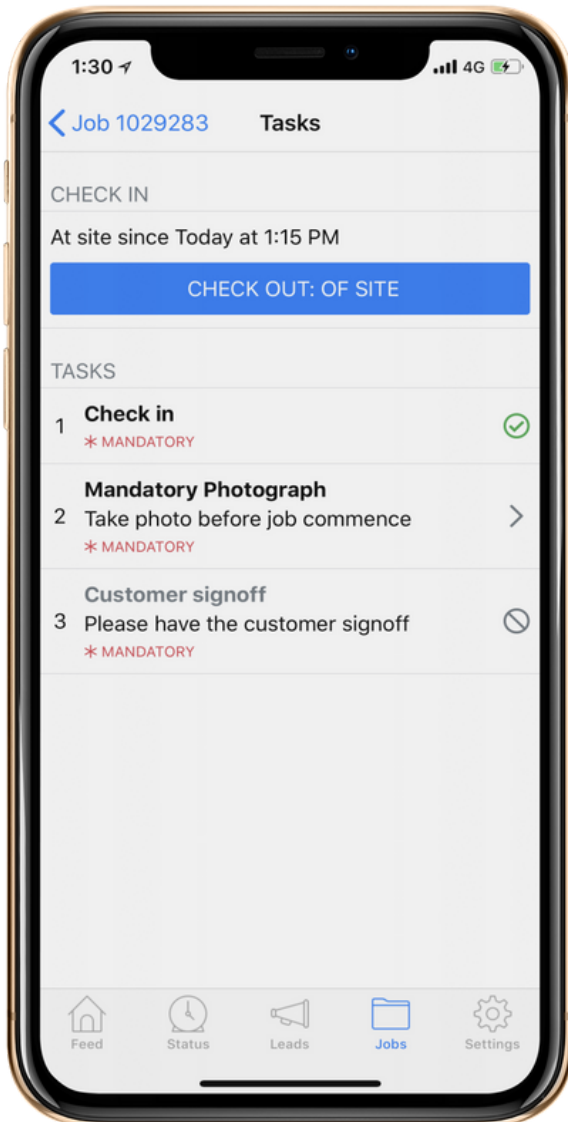 1:30
4G
Job 1029283
Tasks
CHECK IN
At site since Today at 1:15 PM
CHECK OUT: OF SITE
TASKS
1
Check in
* MANDATORY
2
Mandatory Photograph
Take photo before job commence
* MANDATORY
3
Customer signoff
Please have the customer signoff
* MANDATORY
Feed
Status
Leads
Jobs
Settings